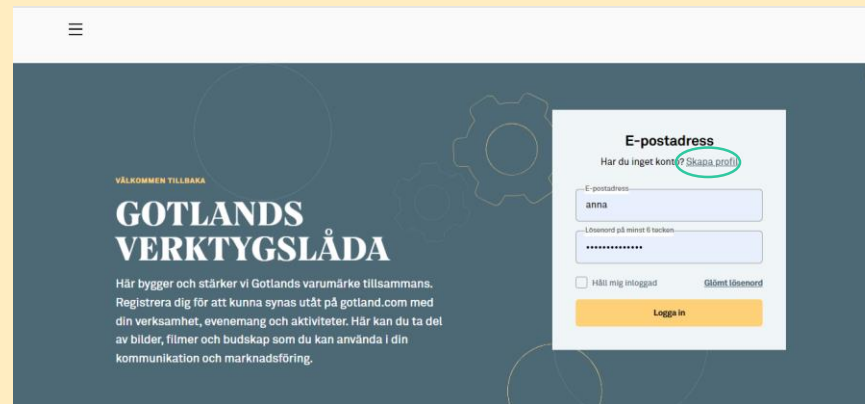 VÄLKOMMEN TILLBAKA
GOTLANDS
VERKTYGSLÅDA
Här bygger och stärker vi Gotlands varumärke tillsammans.
Registrera dig för att kunna synas utåt på gotland.com med
din verksamhet, evenemang och aktiviteter. Här kan du ta del
av bilder, filmer och budskap som du kan använda i din
kommunikation och marknadsföring.
E-postadress
Har du inget konto? Skapa profil
E-postadress
anna
Lösenord på minst 6 tecken
••••••••••••••
Håll mig inloggad
Glömt lösenord
Logga in